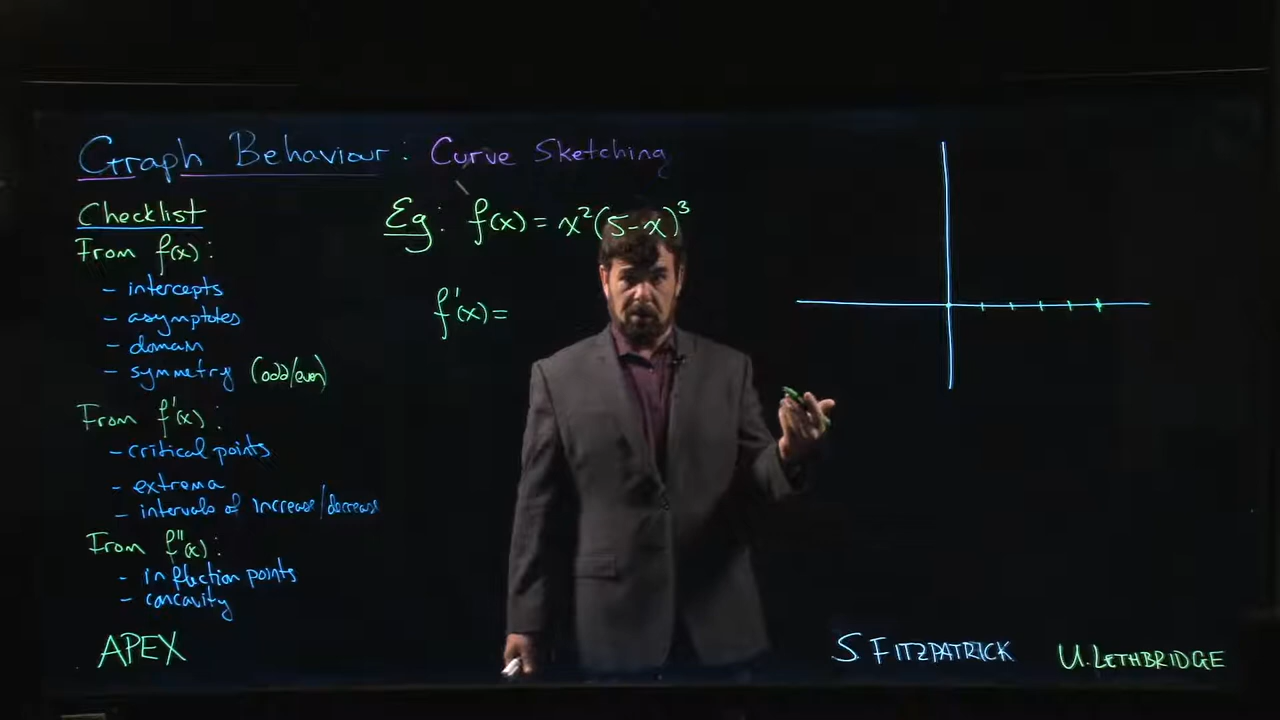 Graph Behaviour: Curve Sketching
Checklist
From f(x):
- intercepts
- asymptotes
- domain
- symmetry (odd/even)
From f'(x):
- critical points
- extrema
- intervals of increase/decrease
From f''(x):
- inflection points
- concavity
APEX
Eg: f(x) = x²(5-x)³
f'(x) =
S. FITZPATRICK
U. LETHBRIDGE